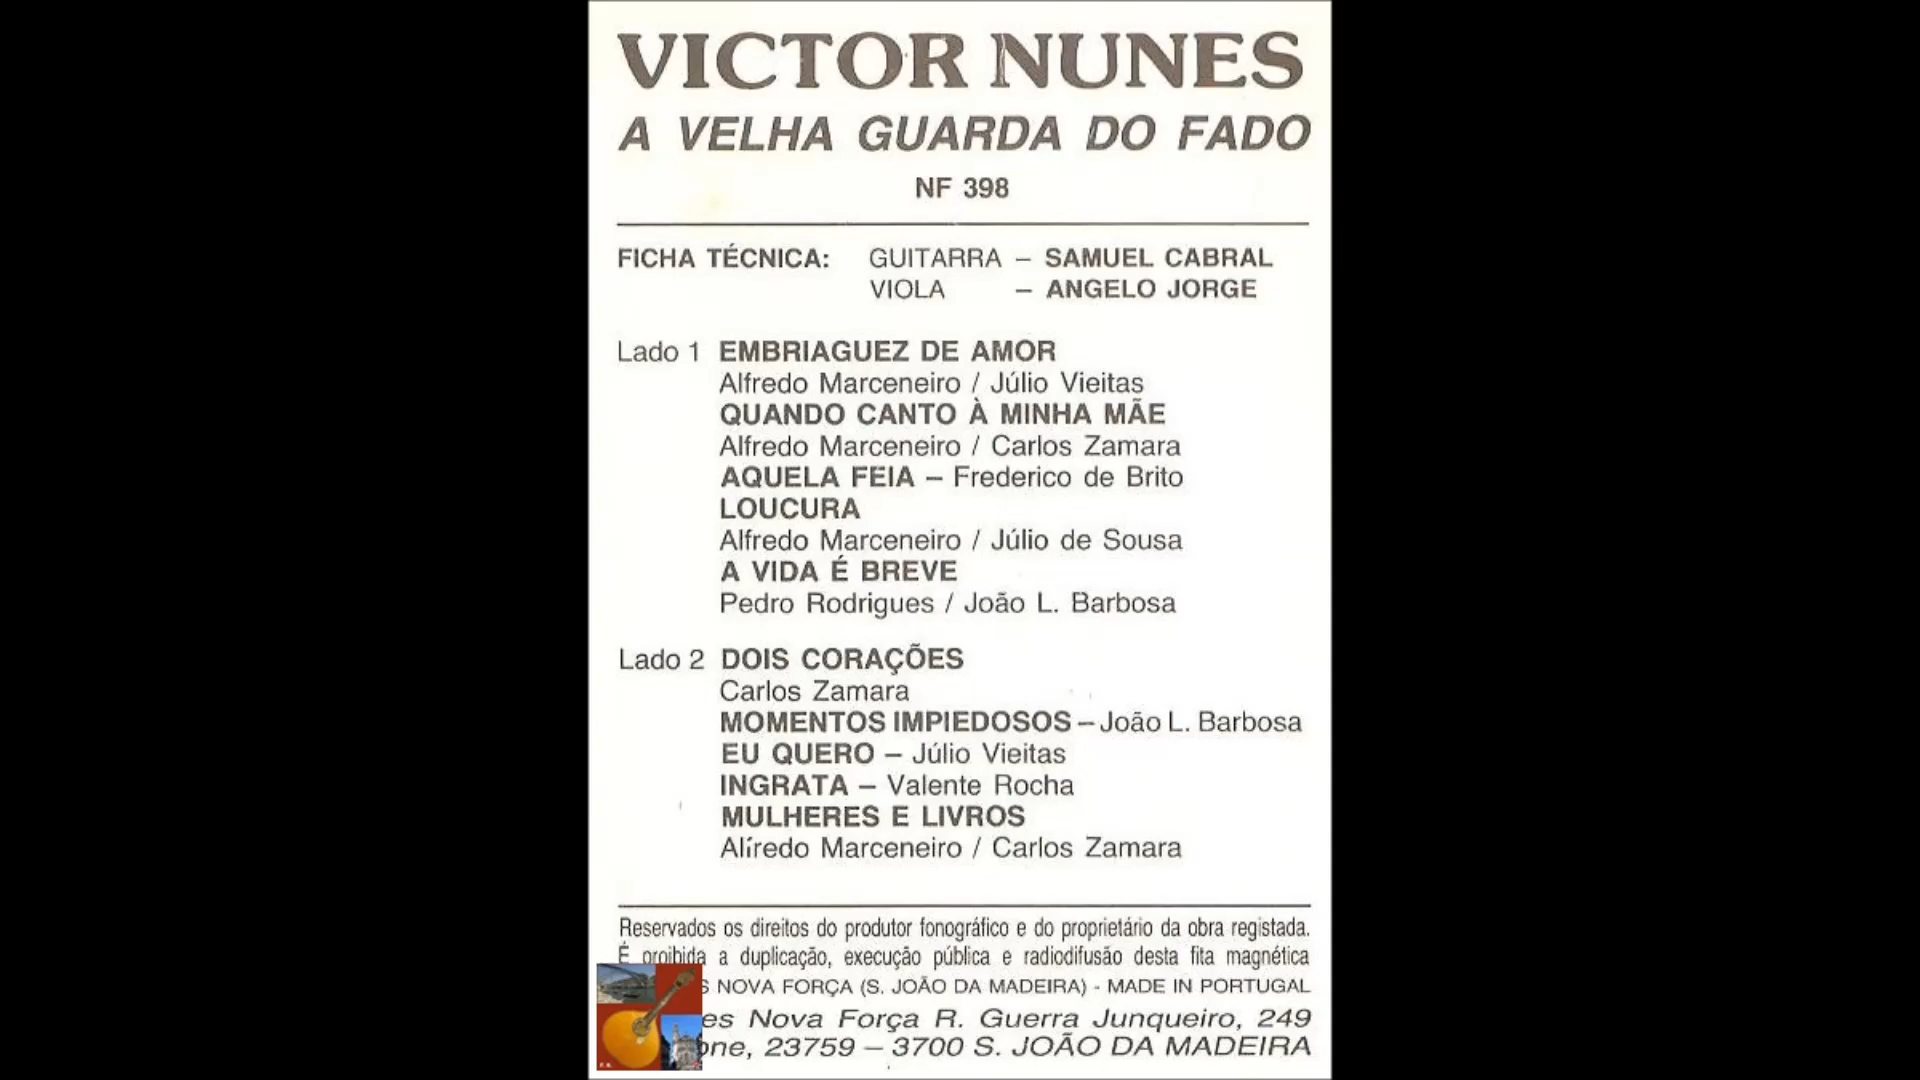 VICTOR NUNES
A VELHA GUARDA DO FADO
NF 398
FICHA TÉCNICA: GUITARRA – SAMUEL CABRAL
VIOLA – ANGELO JORGE
Lado 1 EMBRIAGUEZ DE AMOR
Alfredo Marceneiro / Júlio Vieitas
QUANDO CANTO À MINHA MÃE
Alfredo Marceneiro / Carlos Zamara
AQUELA FEIA – Frederico de Brito
LOUCURA
Alfredo Marceneiro / Júlio de Sousa
A VIDA É BREVE
Pedro Rodrigues / João L. Barbosa
Lado 2 DOIS CORAÇÕES
Carlos Zamara
MOMENTOS IMPIEDOSOS – João L. Barbosa
EU QUERO – Júlio Vieitas
INGRATA – Valente Rocha
MULHERES E LIVROS
Alfredo Marceneiro / Carlos Zamara
Reservados os direitos do produtor fonográfico e do proprietário da obra registada.
É proibida a duplicação, execução pública e radiodifusão desta fita magnética
NOVA FORÇA (S. JOÃO DA MADEIRA) - MADE IN PORTUGAL
Nova Força R. Guerra Junqueiro, 249
23759 – 3700 S. JOÃO DA MADEIRA